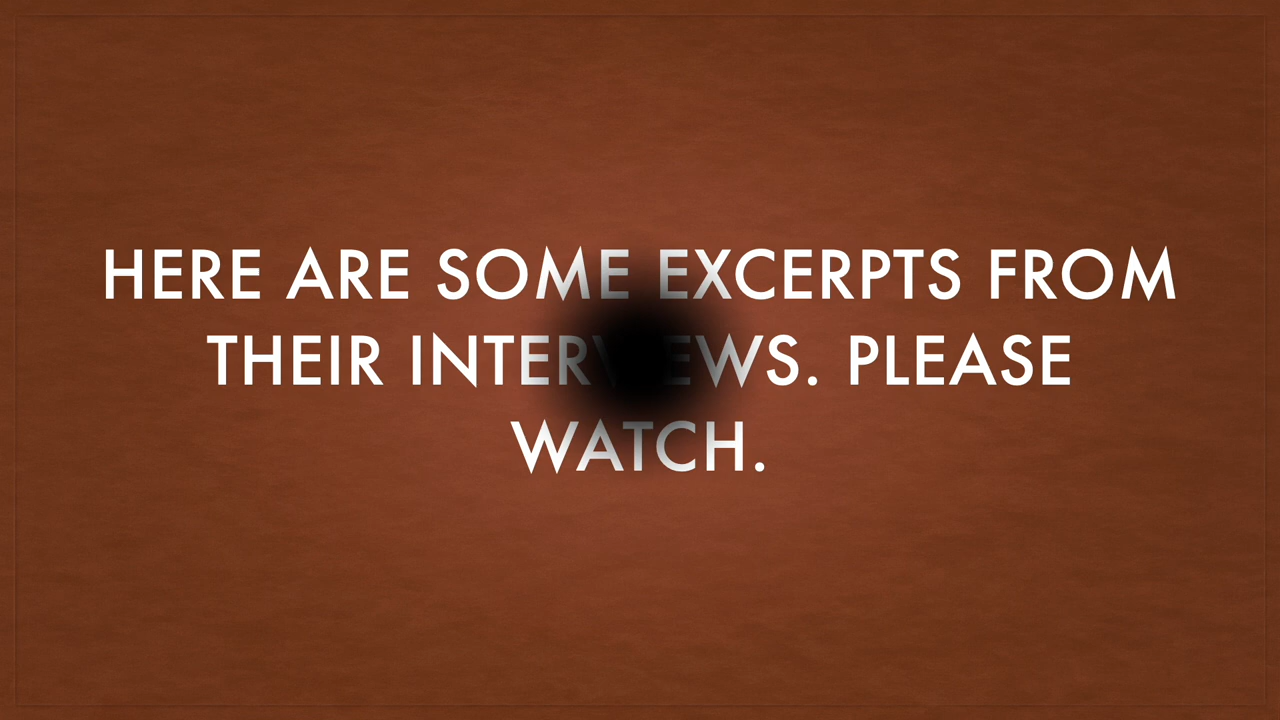 HERE ARE SOME EXCERPTS FROM
THEIR INTERVIEWS. PLEASE
WATCH.